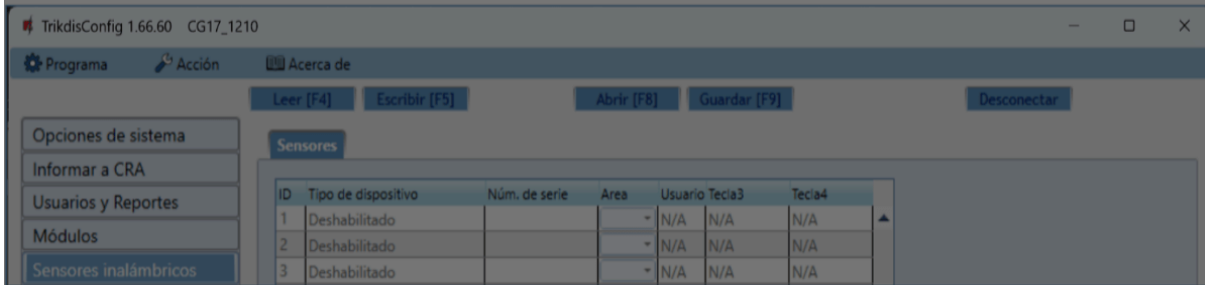 TrikdisConfig 1.66.60 CG17_1210
Programa Acción Acerca de
Leer [F4] Escribir [F5] Abrir [F8] Guardar [F9] Desconectar
Opciones de sistema
Informar a CRA
Usuarios y Reportes
Módulos
Sensores inalámbricos
Sensores
ID Tipo de dispositivo Núm. de serie Area Usuario Tecla3 Tecla4
1 Deshabilitado N/A N/A N/A
2 Deshabilitado N/A N/A N/A
3 Deshabilitado N/A N/A N/A